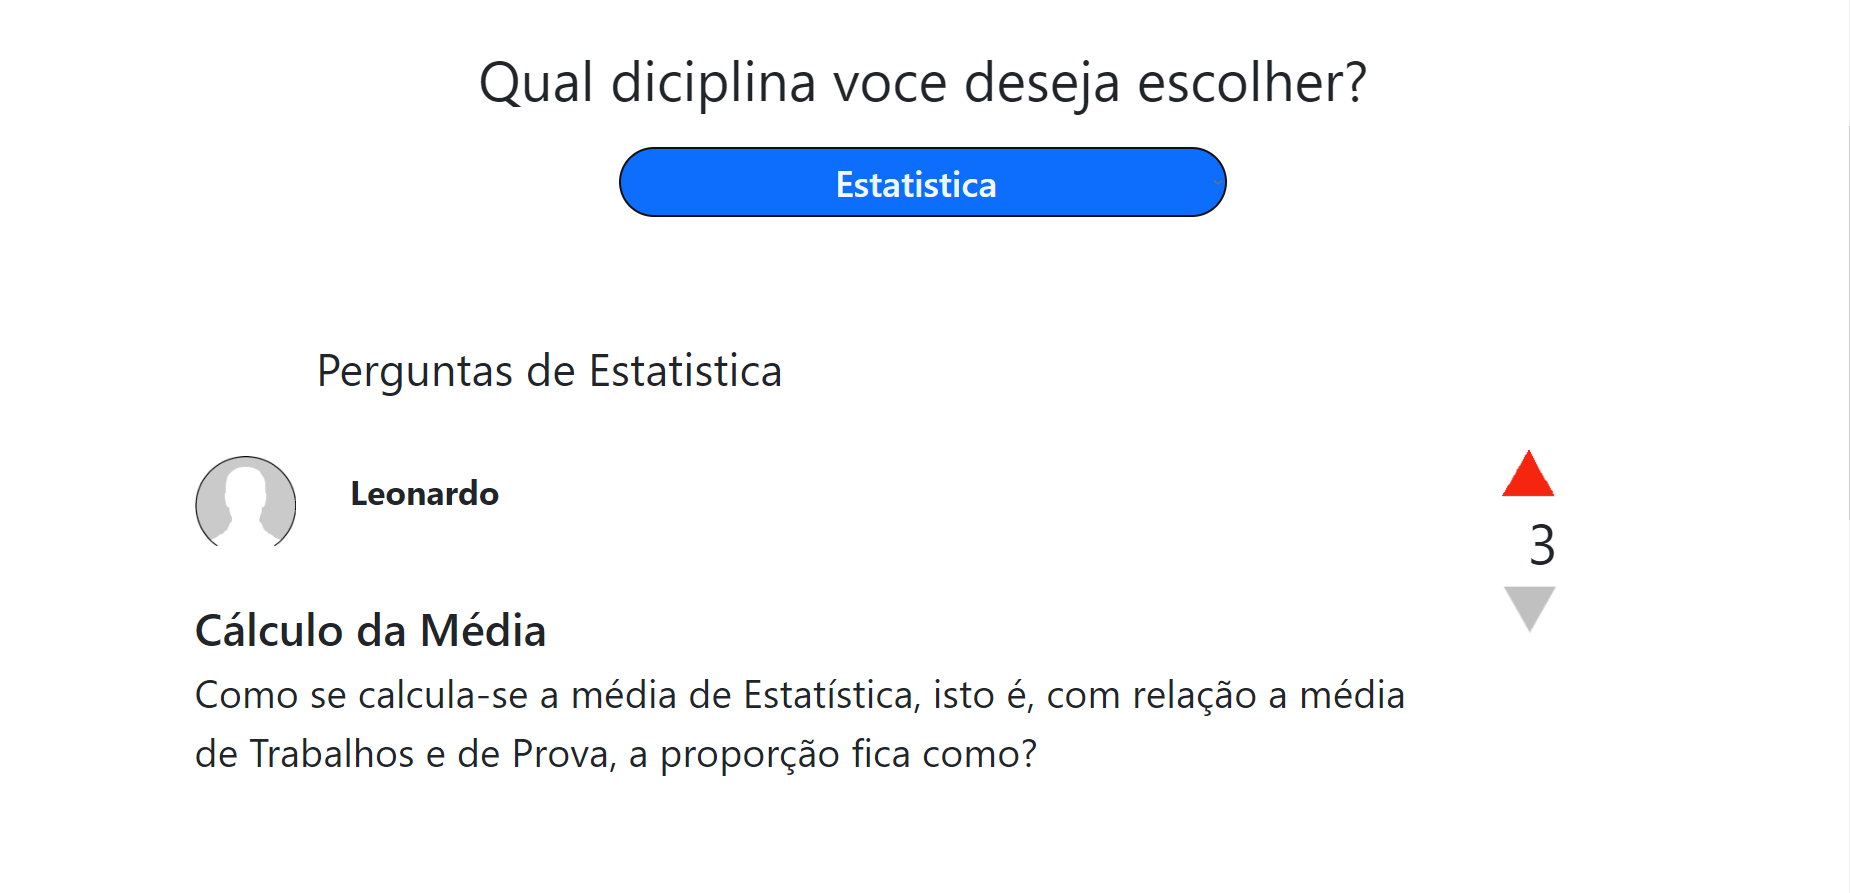 Qual diciplina voce deseja escolher?
Estatistica
Perguntas de Estatistica
Leonardo
3
Cálculo da Média
Como se calcula-se a média de Estatística, isto é, com relação a média
de Trabalhos e de Prova, a proporção fica como?